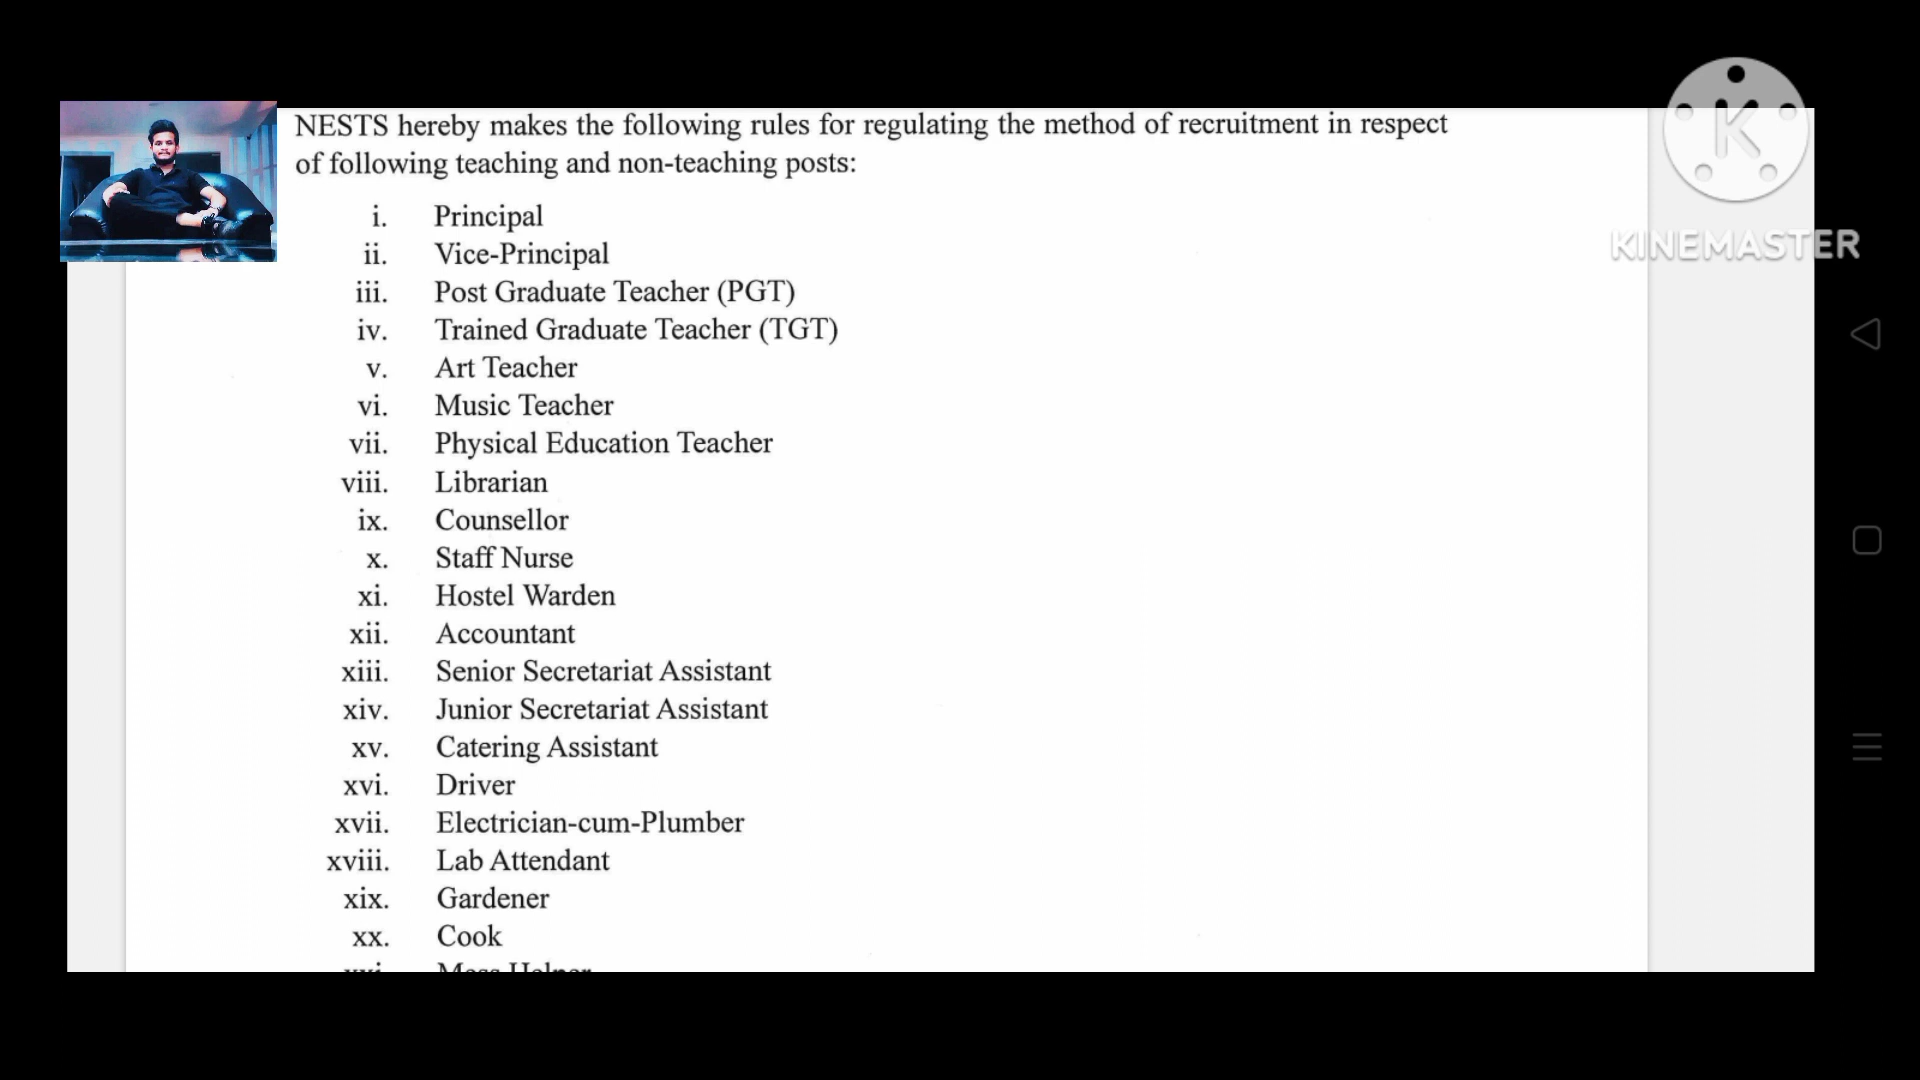 NESTS hereby makes the following rules for regulating the method of recruitment in respect
of following teaching and non-teaching posts:
i. Principal
ii. Vice-Principal
iii. Post Graduate Teacher (PGT)
iv. Trained Graduate Teacher (TGT)
v. Art Teacher
vi. Music Teacher
vii. Physical Education Teacher
viii. Librarian
ix. Counsellor
x. Staff Nurse
xi. Hostel Warden
xii. Accountant
xiii. Senior Secretariat Assistant
xiv. Junior Secretariat Assistant
xv. Catering Assistant
xvi. Driver
xvii. Electrician-cum-Plumber
xviii. Lab Attendant
xix. Gardener
xx. Cook
xxi. Mess Helper
K
KINEMASTER